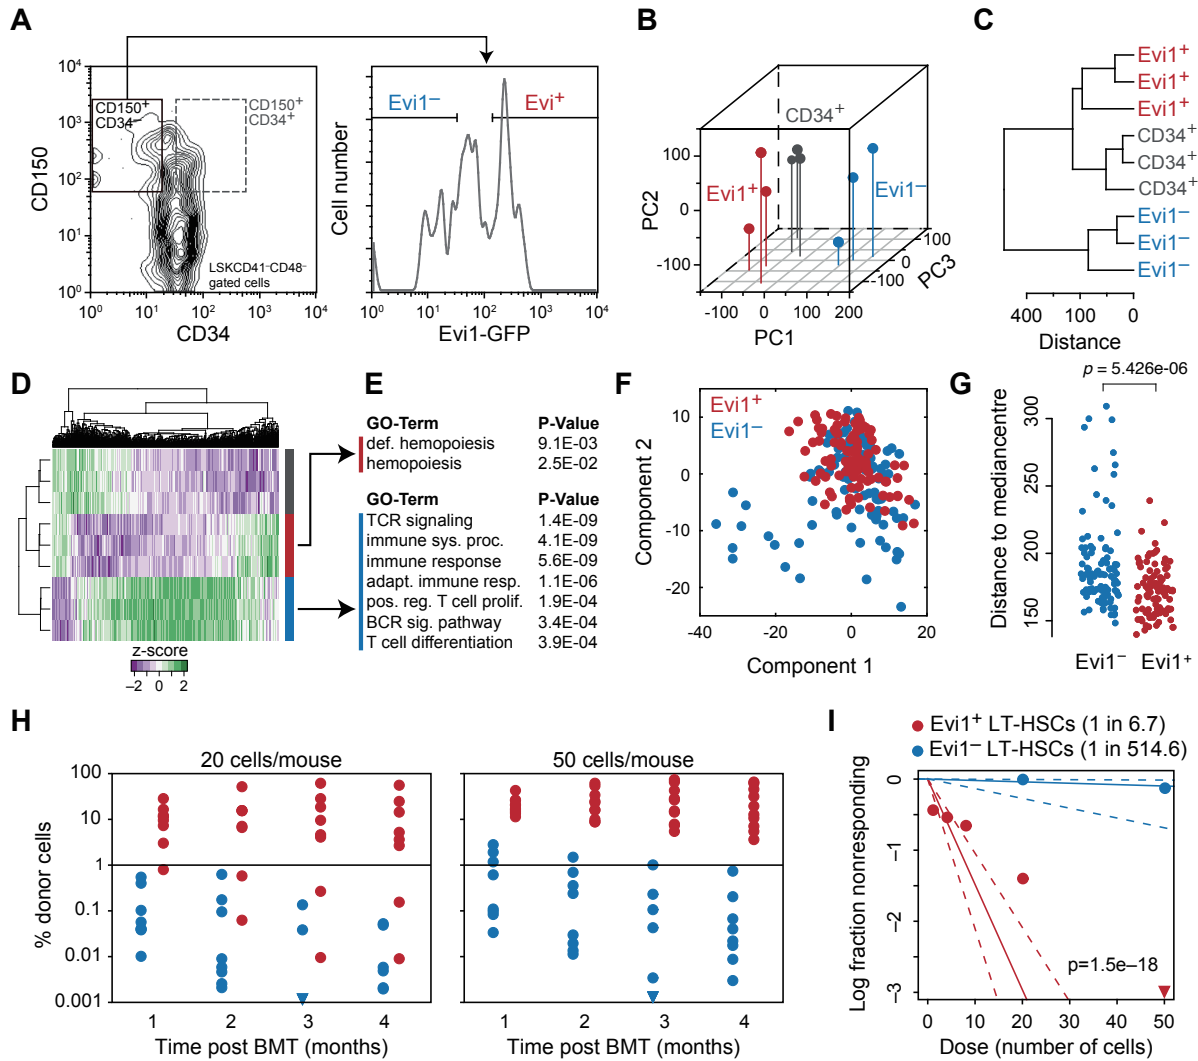 A
10⁴
10³
10²
10¹
10⁰
CD150
CD150⁺
CD34⁻
CD150⁺
CD34⁺
LSKCD41⁻CD48⁻
gated cells
10⁰ 10¹ 10² 10³ 10⁴
CD34
Cell number
Evi1⁻
Evi⁺
10⁰ 10¹ 10² 10³ 10⁴
Evi1-GFP
B
CD34⁺
Evi1⁺
Evi1⁻
PC2
100
0
-100
-100 0 100 200
PC1
100
0
-100
PC3
C
Evi1⁺
Evi1⁺
Evi1⁺
CD34⁺
CD34⁺
CD34⁺
Evi1⁻
Evi1⁻
Evi1⁻
400 100 0
Distance
D
z-score
−2 0 2
E
GO-Term P-Value
def. hemopoiesis 9.1E-03
hemopoiesis 2.5E-02
GO-Term P-Value
TCR signaling 1.4E-09
immune sys. proc. 4.1E-09
immune response 5.6E-09
adapt. immune resp. 1.1E-06
pos. reg. T cell prolif. 1.9E-04
BCR sig. pathway 3.4E-04
T cell differentiation 3.9E-04
F
Evi1⁺
Evi1⁻
10
0
-10
-20
Component 2
-40 -20 0 20
Component 1
G
p = 5.426e-06
300
250
200
150
Distance to mediancentre
Evi1⁻ Evi1⁺
H
20 cells/mouse
50 cells/mouse
100
10
1
0.1
0.01
0.001
% donor cells
1 2 3 4
Time post BMT (months)
1 2 3 4
Time post BMT (months)
I
Evi1⁺ LT-HSCs (1 in 6.7)
Evi1⁻ LT-HSCs (1 in 514.6)
0
-1
-2
-3
Log fraction nonresponding
p=1.5e−18
0 10 20 30 40 50
Dose (number of cells)